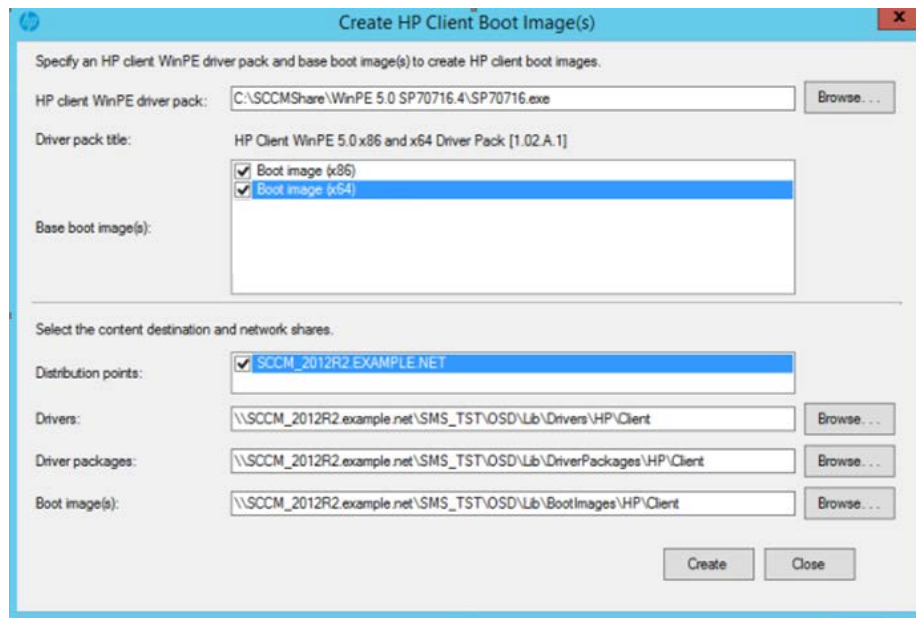 Create HP Client Boot Image(s)
x
Specify an HP client WinPE driver pack and base boot image(s) to create HP client boot images.
HP client WinPE driver pack: C:\SCCMShare\WinPE 5.0 SP70716.4\SP70716.exe Browse. . .
Driver pack title: HP Client WinPE 5.0 x86 and x64 Driver Pack [1.02.A.1]
Boot image (x86)
Boot image (x64)
Base boot image(s):
Select the content destination and network shares.
Distribution points: SCCM_2012R2.EXAMPLE.NET
Drivers: \\SCCM_2012R2.example.net\SMS_TST\OSD\Lib\Drivers\HP\Client Browse. . .
Driver packages: \\SCCM_2012R2.example.net\SMS_TST\OSD\Lib\DriverPackages\HP\Client Browse. . .
Boot image(s): \\SCCM_2012R2.example.net\SMS_TST\OSD\Lib\BootImages\HP\Client Browse. . .
Create Close